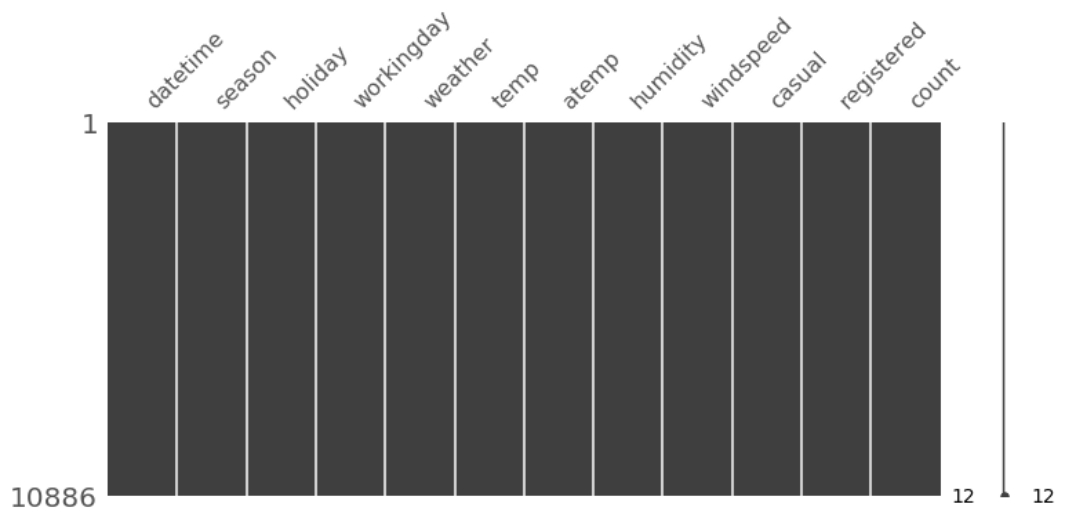 datetime season holiday workingday weather temp atemp humidity windspeed casual registered count
1
10886 12 12